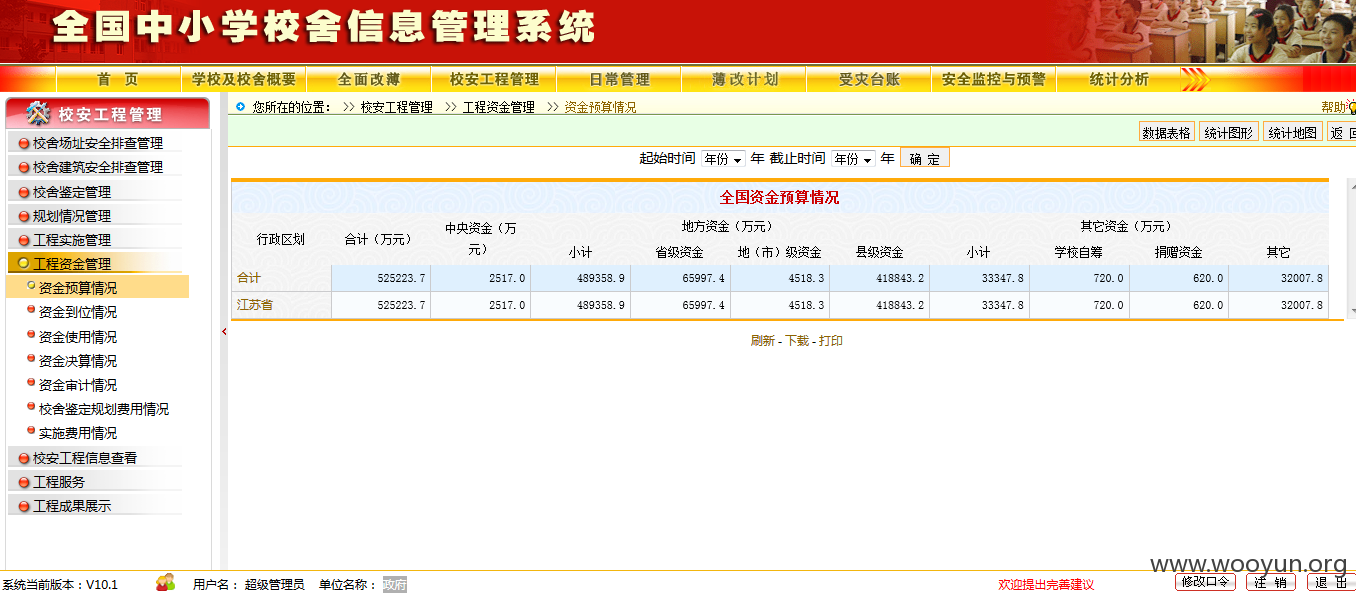 全国中小学校舍信息管理系统
首 页 学校及校舍概要 全面改薄 校安工程管理 日常管理 薄改计划 受灾台账 安全监控与预警 统计分析
校安工程管理
您所在的位置： >> 校安工程管理 >> 工程资金管理 >> 资金预算情况
帮助
数据表格 统计图形 统计地图 返 回
起始时间 年份 年 截止时间 年份 年 确 定
校舍场址安全排查管理
校舍建筑安全排查管理
校舍鉴定管理
规划情况管理
工程实施管理
工程资金管理
资金预算情况
资金到位情况
资金使用情况
资金决算情况
资金审计情况
校舍鉴定规划费用情况
实施费用情况
校安工程信息查看
工程服务
工程成果展示
全国资金预算情况
行政区划 合计（万元） 中央资金（万元） 地方资金（万元） 其它资金（万元）
小计 省级资金 地（市）级资金 县级资金 小计 学校自筹 捐赠资金 其它
合计 525223.7 2517.0 489358.9 65997.4 4518.3 418843.2 33347.8 720.0 620.0 32007.8
江苏省 525223.7 2517.0 489358.9 65997.4 4518.3 418843.2 33347.8 720.0 620.0 32007.8
刷新 - 下载 - 打印
www.wooyun.org
系统当前版本：V10.1 用户名： 超级管理员 单位名称： 政府 欢迎提出完善建议 修改口令 注 销 退 出